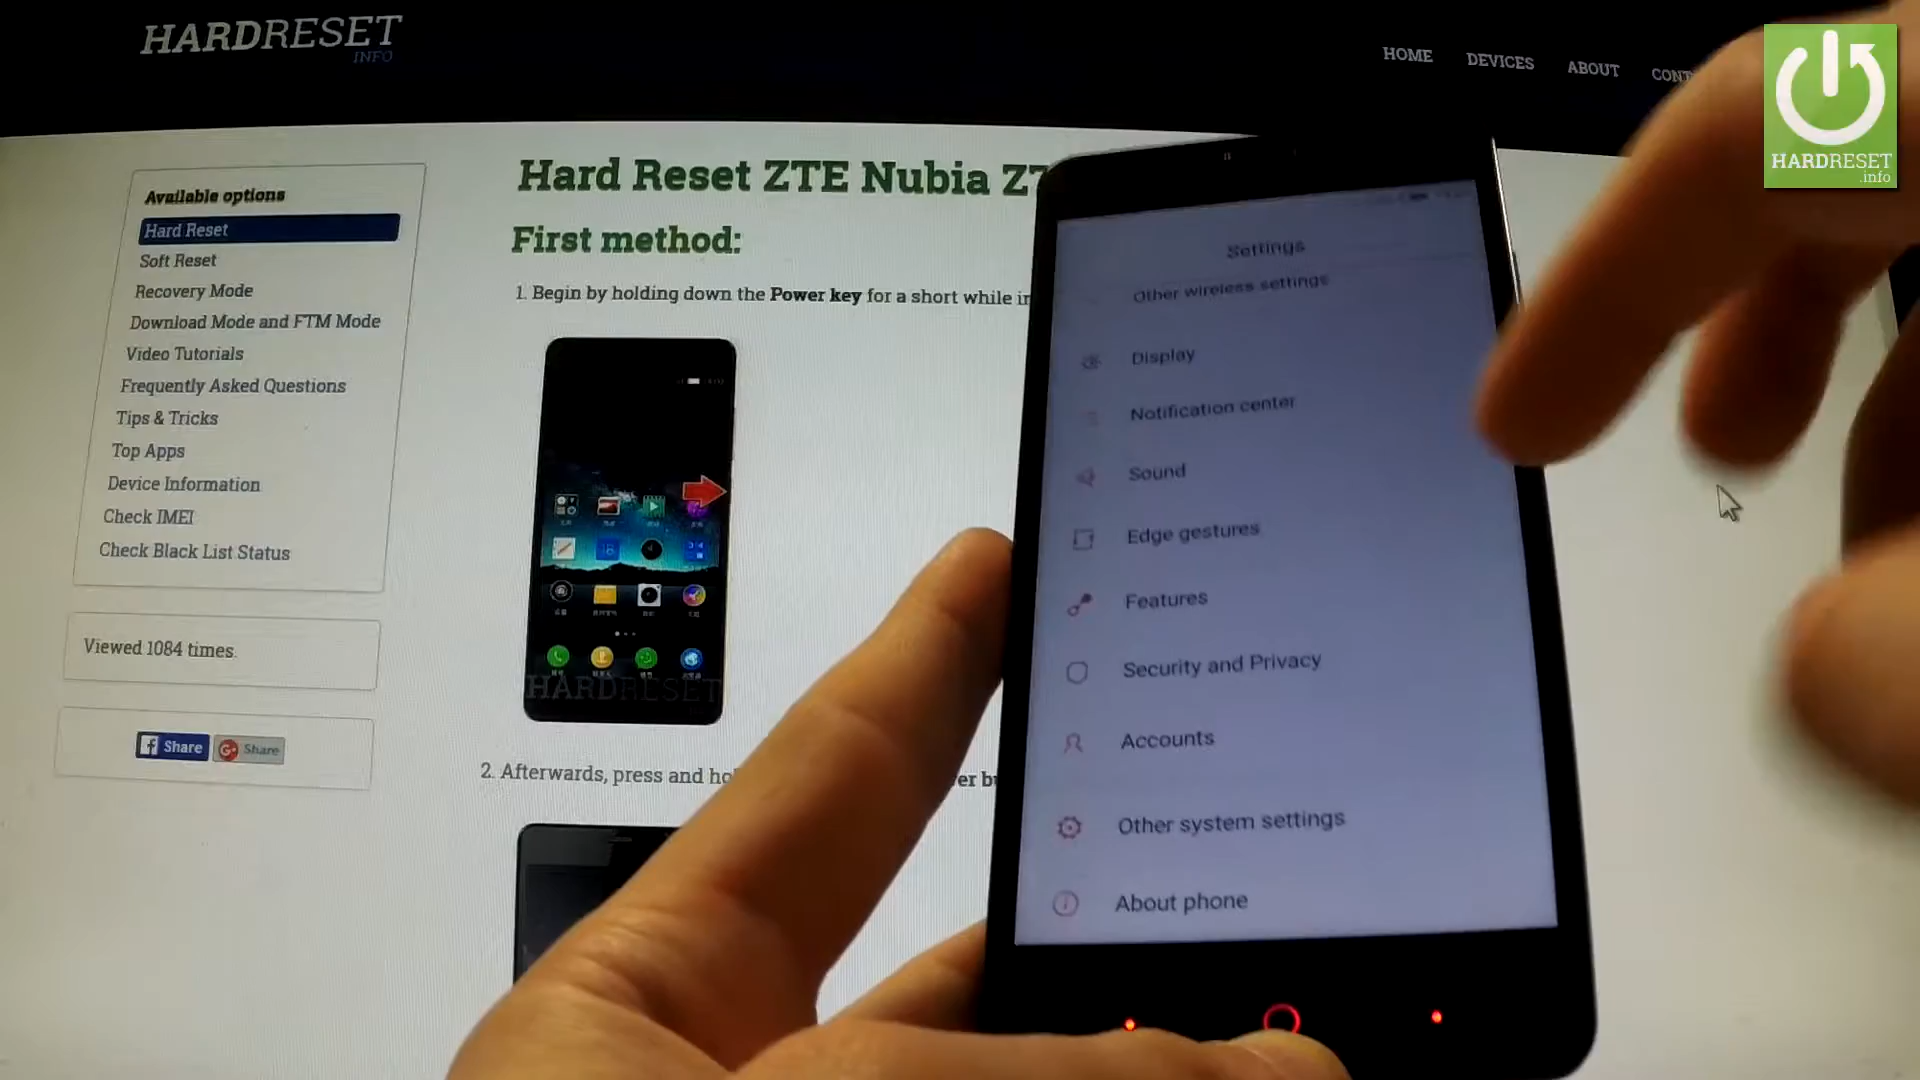 HARDRESET
INFO
HOME DEVICES ABOUT
HARDRESET
.info
Available options
Hard Reset
Soft Reset
Recovery Mode
Download Mode and FTM Mode
Video Tutorials
Frequently Asked Questions
Tips & Tricks
Top Apps
Device Information
Check IMEI
Check Black List Status
Viewed 1084 times.
Share
Share
Hard Reset ZTE Nubia Z7
First method:
1. Begin by holding down the Power key for a short while in
HARDRESET
2. Afterwards, press and
Settings
Other wireless settings
Display
Notification center
Sound
Edge gestures
Features
Security and Privacy
Accounts
Other system settings
About phone